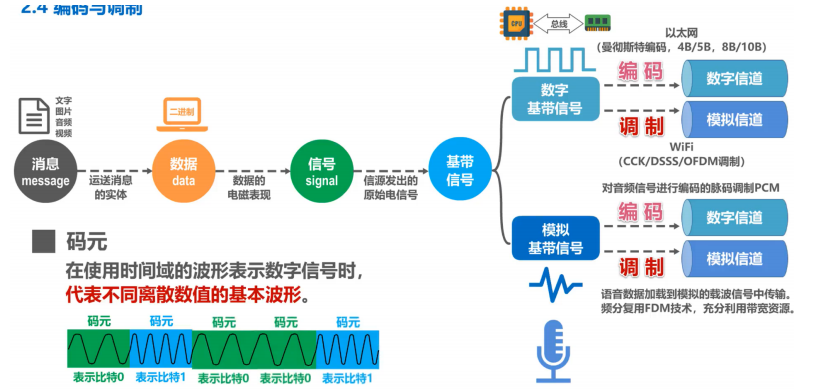 2.4 编码与调制
CPU
总线
以太网
(曼彻斯特编码，4B/5B，8B/10B)
编码
数字信道
数字
基带信号
调制
模拟信道
WiFi
(CCK/DSSS/OFDM调制)
文字
图片
音频
视频
二进制
消息
message
运送消息
的实体
数据
data
数据的
电磁表现
信号
signal
信源发出的
原始电信号
基带
信号
对音频信号进行编码的脉码调制PCM
编码
数字信道
模拟
基带信号
调制
模拟信道
语音数据加载到模拟的载波信号中传输。
频分复用FDM技术，充分利用带宽资源。
码元
在使用时间域的波形表示数字信号时，
代表不同离散数值的基本波形。
码元 码元 码元 码元 码元
表示比特0 表示比特1 表示比特0 表示比特0 表示比特1